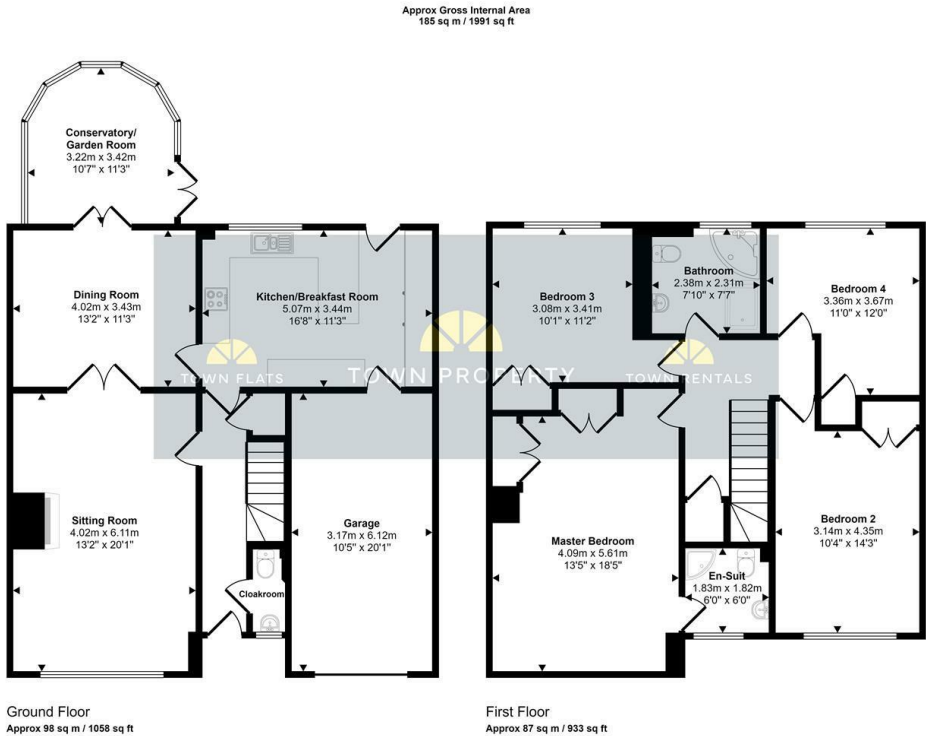 Approx Gross Internal Area
185 sq m / 1991 sq ft
Conservatory/
Garden Room
3.22m x 3.42m
10'7" x 11'3"
Dining Room
4.02m x 3.43m
13'2" x 11'3"
Kitchen/Breakfast Room
5.07m x 3.44m
16'8" x 11'3"
Bedroom 3
3.08m x 3.41m
10'1" x 11'2"
Bathroom
2.38m x 2.31m
7'10" x 7'7"
Bedroom 4
3.36m x 3.67m
11'0" x 12'0"
TOWN FLATS
TOWN PROPERTY
TOWN RENTALS
Sitting Room
4.02m x 6.11m
13'2" x 20'1"
Garage
3.17m x 6.12m
10'5" x 20'1"
Cloakroom
Master Bedroom
4.09m x 5.61m
13'5" x 18'5"
En-Suit
1.83m x 1.82m
6'0" x 6'0"
Bedroom 2
3.14m x 4.35m
10'4" x 14'3"
Ground Floor
Approx 98 sq m / 1058 sq ft
First Floor
Approx 87 sq m / 933 sq ft